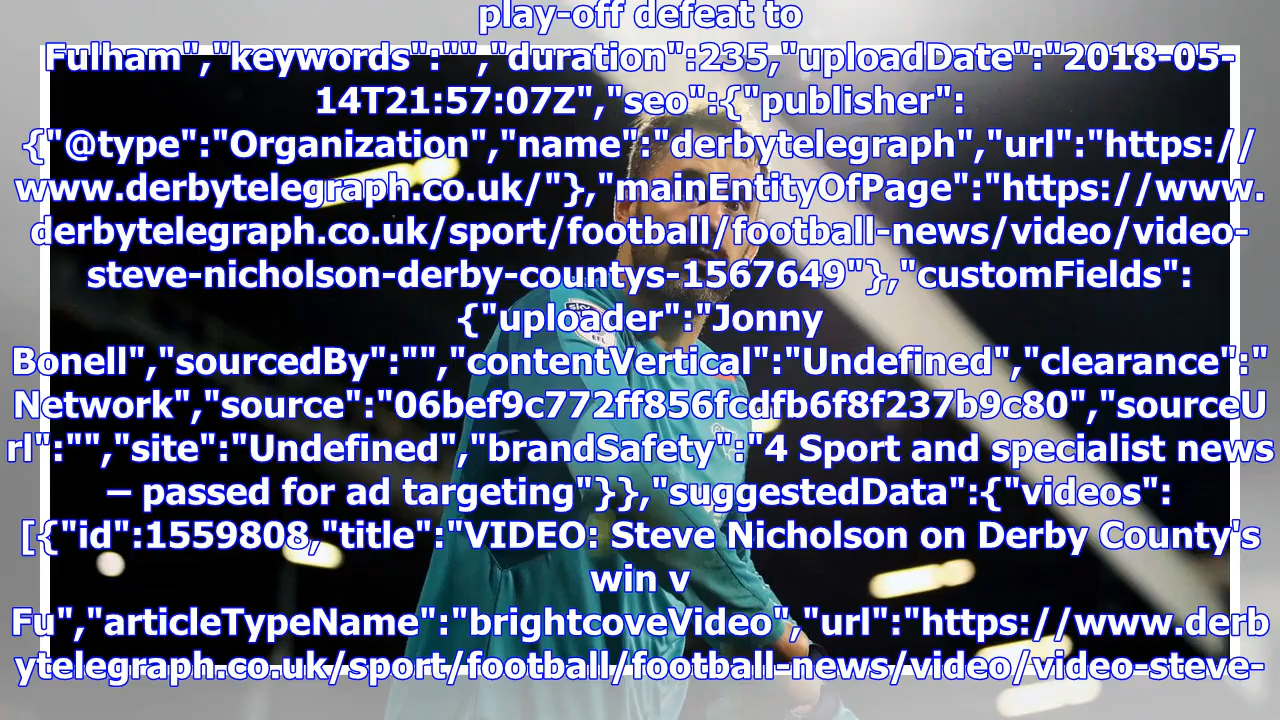 play-off defeat to
Fulham","keywords":"","duration":235,"uploadDate":"2018-05-
14T21:57:07Z","seo":{"publisher":
{"@type":"Organization","name":"derbytelegraph","url":"https://
www.derbytelegraph.co.uk/"},"mainEntityOfPage":"https://www.
derbytelegraph.co.uk/sport/football/football-news/video/video-
steve-nicholson-derby-countys-1567649"},"customFields":
{"uploader":"Jonny
Bonell","sourcedBy":"","contentVertical":"Undefined","clearance":"
Network","source":"06bef9c772ff856fcdfb6f8f237b9c80","sourceU
rl":"","site":"Undefined","brandSafety":"4 Sport and specialist news
– passed for ad targeting"}},"suggestedData":{"videos":
[{"id":1559808,"title":"VIDEO: Steve Nicholson on Derby County's
win v
Fu","articleTypeName":"brightcoveVideo","url":"https://www.derb
ytelegraph.co.uk/sport/football/football-news/video/video-steve-
sky
EFL